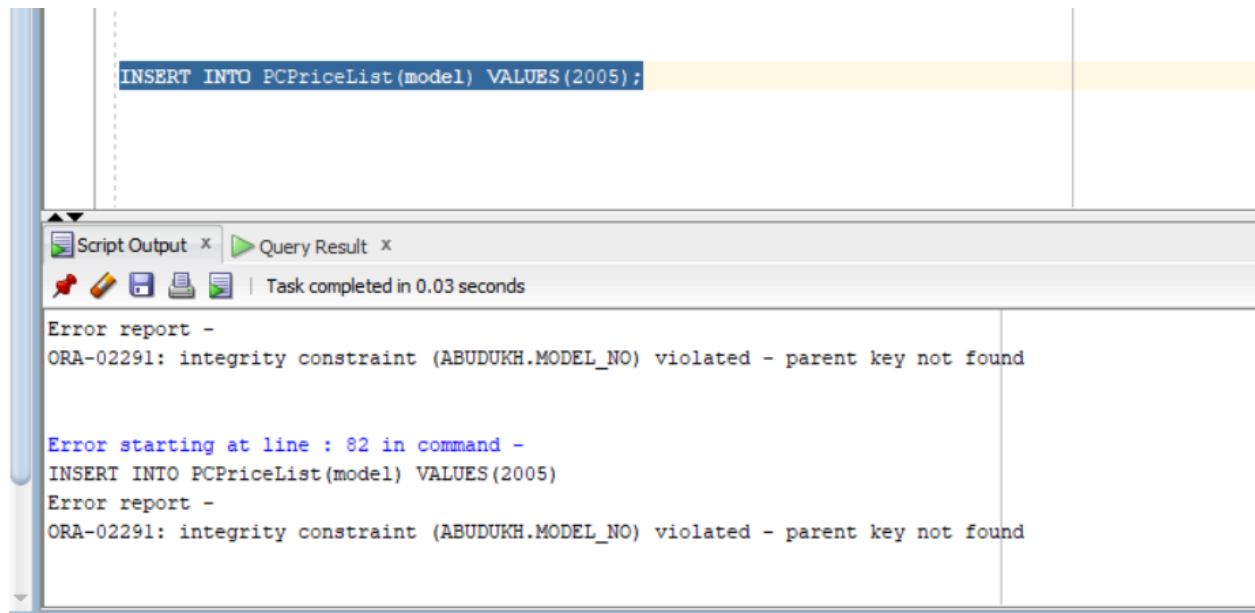 INSERT INTO PCPriceList(model) VALUES(2005);
Script Output x Query Result x
Task completed in 0.03 seconds
Error report -
ORA-02291: integrity constraint (ABUDUKH.MODEL_NO) violated - parent key not found
Error starting at line : 82 in command -
INSERT INTO PCPriceList(model) VALUES(2005)
Error report -
ORA-02291: integrity constraint (ABUDUKH.MODEL_NO) violated - parent key not found